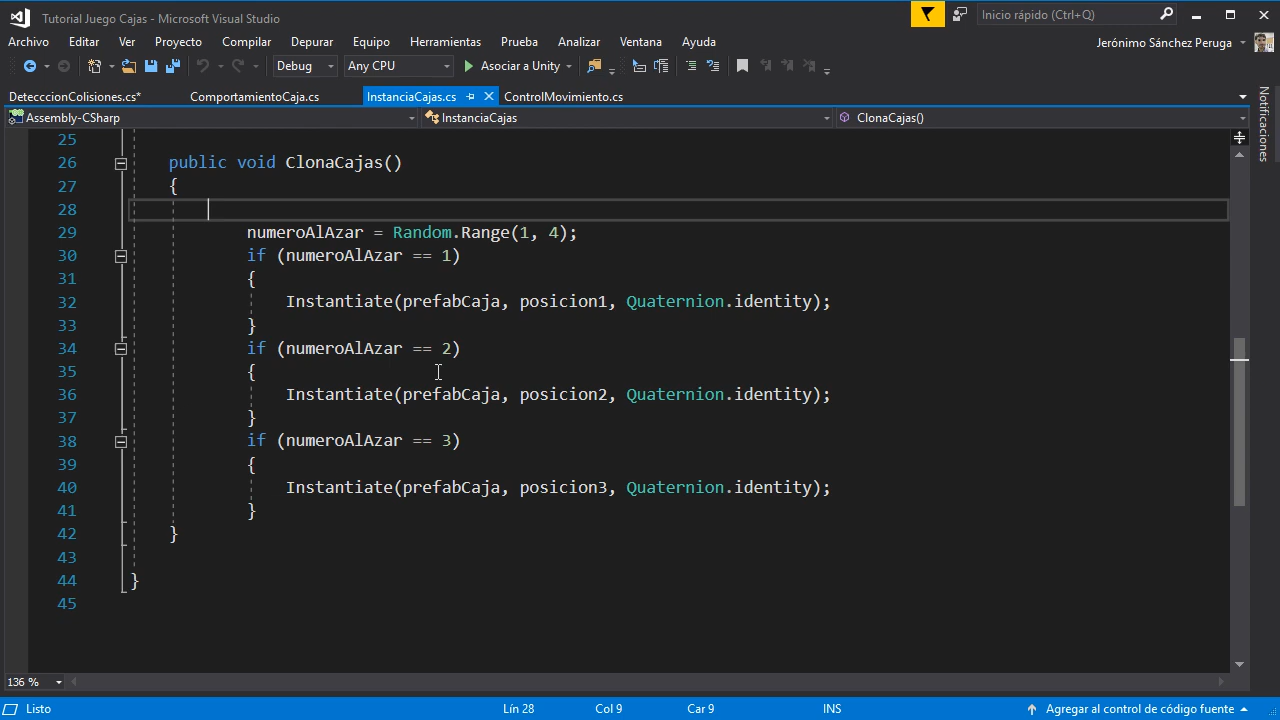 Tutorial Juego Cajas - Microsoft Visual Studio
Inicio rápido (Ctrl+Q)
Archivo Editar Ver Proyecto Compilar Depurar Equipo Herramientas Prueba Analizar Ventana Ayuda
Jerónimo Sánchez Peruga
Debug Any CPU Asociar a Unity
DetecccionColisiones.cs* ComportamientoCaja.cs InstanciaCajas.cs ControlMovimiento.cs
Notificaciones
Assembly-CSharp InstanciaCajas ClonaCajas()
25
26 public void ClonaCajas()
27 {
28
29 numeroAlAzar = Random.Range(1, 4);
30 if (numeroAlAzar == 1)
31 {
32 Instantiate(prefabCaja, posicion1, Quaternion.identity);
33 }
34 if (numeroAlAzar == 2)
35 {
36 Instantiate(prefabCaja, posicion2, Quaternion.identity);
37 }
38 if (numeroAlAzar == 3)
39 {
40 Instantiate(prefabCaja, posicion3, Quaternion.identity);
41 }
42 }
43
44 }
45
136 %
Listo Lín 28 Col 9 Car 9 INS Agregar al control de código fuente